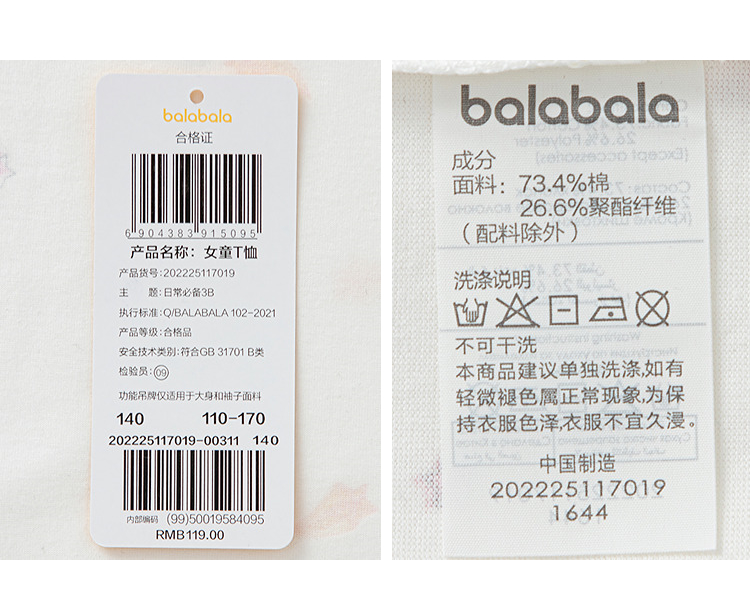 balabala
合格证
6904383915095
产品名称：女童T恤
产品货号：202225117019
主　　题：日常必备3B
执行标准：Q/BALABALA 102-2021
产品等级：合格品
安全技术类别：符合GB 31701 B类
检验员：09
功能吊牌仅适用于大身和袖子面料
140 110-170
202225117019-00311 140
内部编码 (99)50019584095
RMB119.00
balabala
成分
面料：73.4%棉
26.6%聚酯纤维
（配料除外）
洗涤说明
不可干洗
本商品建议单独洗涤,如有
轻微褪色属正常现象,为保
持衣服色泽,衣服不宜久浸。
中国制造
202225117019
1644